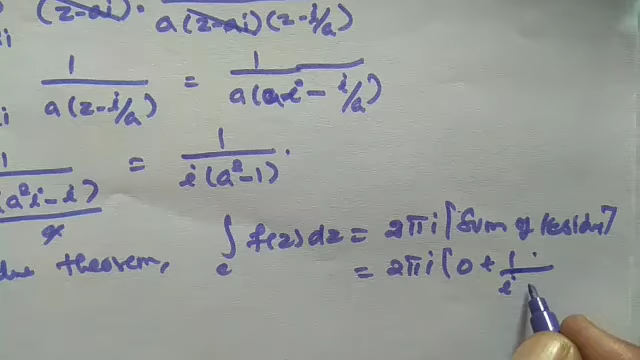 (z-ai) · a(z-ai)(z-i/a)
1/a(z-i/a) = 1/a(ai-i/a)
1/(a²i-i)/a = 1/i(a²-1).
theorem, ∫c f(z)dz = 2πi[Sum of residue]
= 2πi[0+1/i